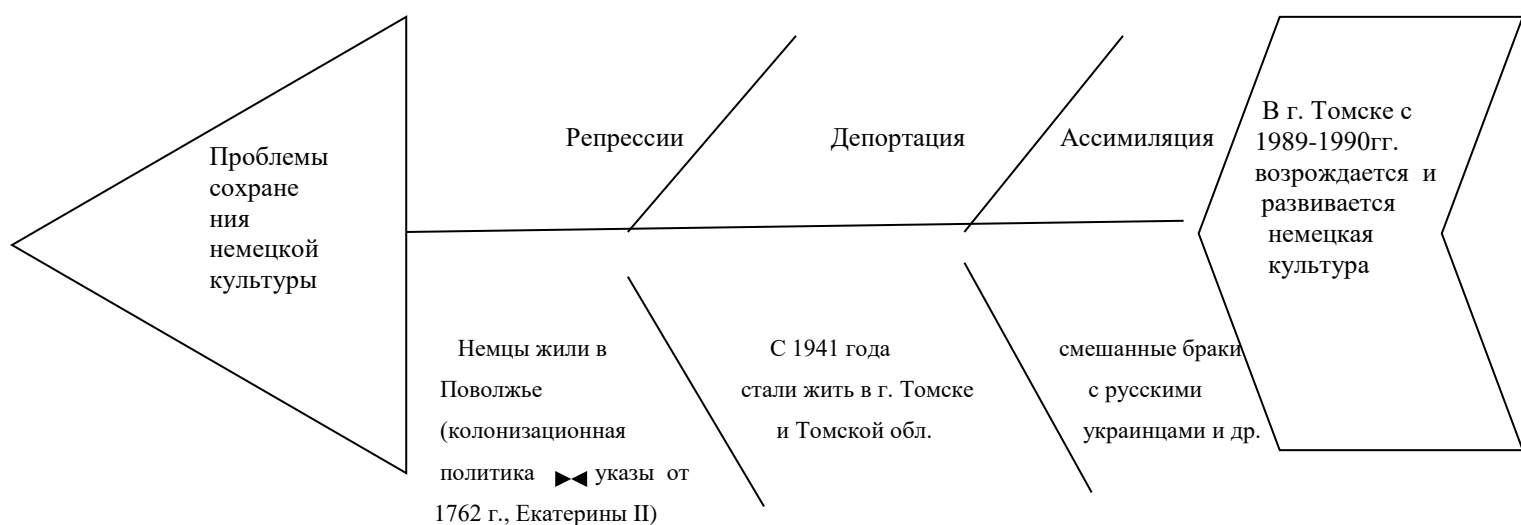 Проблемы
сохране
ния
немецкой
культуры
Репрессии
Депортация
Ассимиляция
В г. Томске с
1989-1990гг.
возрождается и
развивается
немецкая
культура
Немцы жили в
Поволжье
(колонизационная
политика ►◄ указы от
1762 г., Екатерины II)
С 1941 года
стали жить в г. Томске
и Томской обл.
смешанные браки
с русскими
украинцами и др.